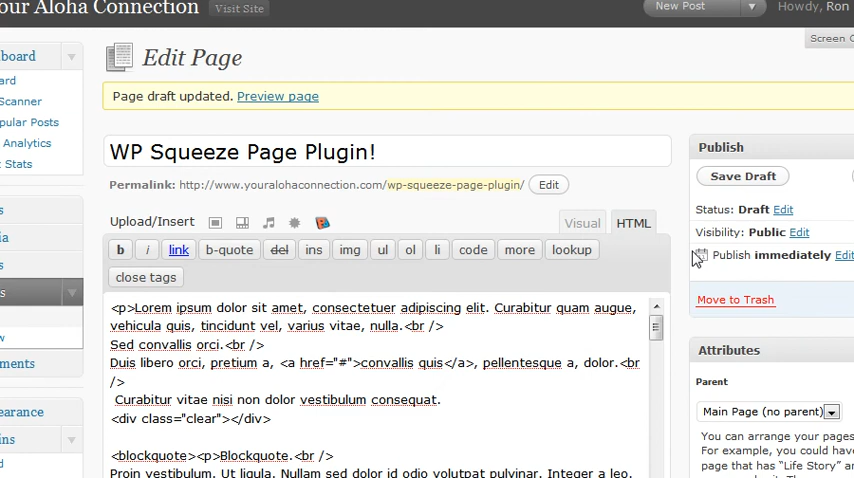 our Aloha Connection Visit Site New Post Howdy, Ron
Screen
Edit Page
board
ard
Scanner
pular Posts
Analytics
Stats
Page draft updated. Preview page
WP Squeeze Page Plugin!
Permalink: http://www.youralohaconnection.com/wp-squeeze-page-plugin/ Edit
Upload/Insert Visual HTML
b i link b-quote del ins img ul ol li code more lookup
close tags
<p>Lorem ipsum dolor sit amet, consectetuer adipiscing elit. Curabitur quam augue,
vehicula quis, tincidunt vel, varius vitae, nulla.<br />
Sed convallis orci.<br />
Duis libero orci, pretium a, <a href="#">convallis quis</a>, pellentesque a, dolor.<br
/>
Curabitur vitae nisi non dolor vestibulum consequat.
<div class="clear"></div>
<blockquote><p>Blockquote.<br />
Proin vestibulum. Ut ligula. Nullam sed dolor id odio volutpat pulvinar. Integer a leo.
s
ia
s
s
w
ments
earance
ins
d
Publish
Save Draft
Status: Draft Edit
Visibility: Public Edit
Publish immediately Edit
Move to Trash
Attributes
Parent
Main Page (no parent)
You can arrange your pages
For example, you could have
page that has "Life Story" a